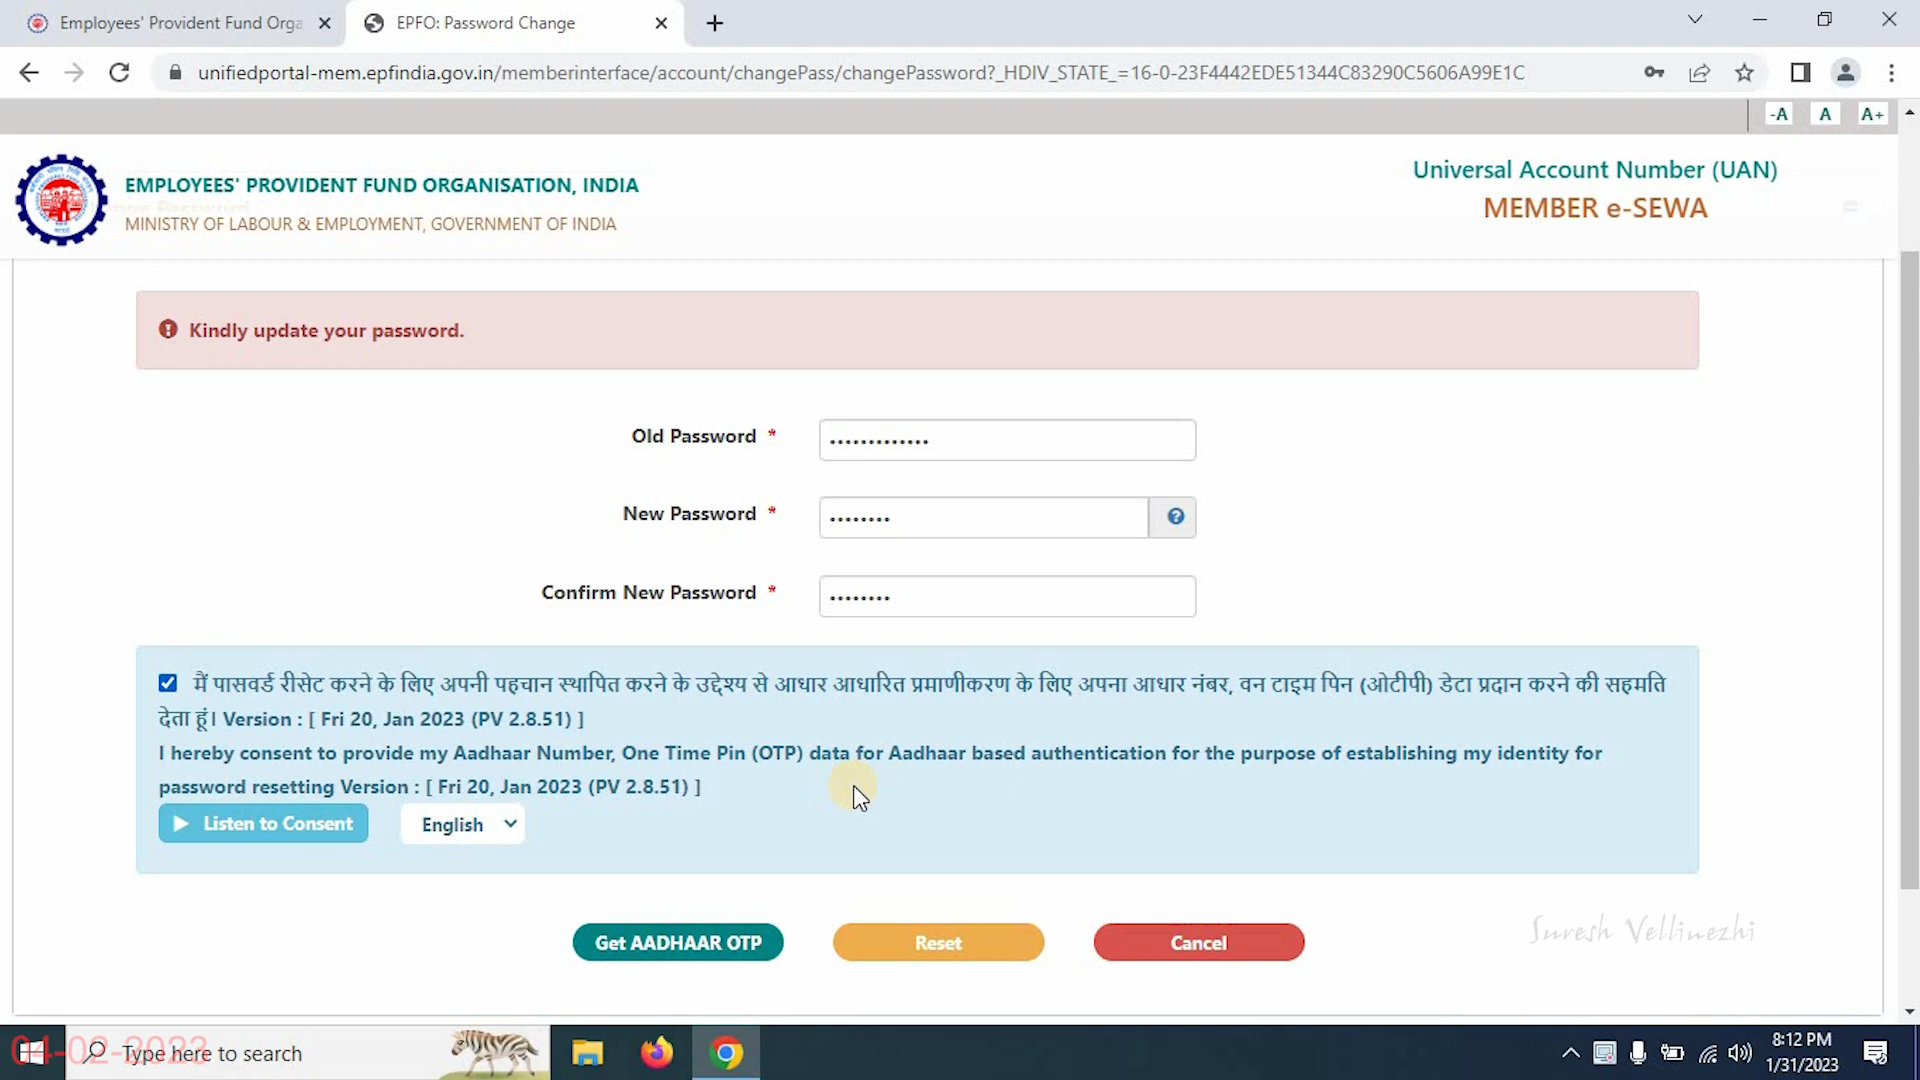 Employees' Provident Fund Orga
EPFO: Password Change
unifiedportal-mem.epfindia.gov.in/memberinterface/account/changePass/changePassword?_HDIV_STATE_=16-0-23F4442EDE51344C83290C5606A99E1C
-A A A+
EMPLOYEES' PROVIDENT FUND ORGANISATION, INDIA
MINISTRY OF LABOUR & EMPLOYMENT, GOVERNMENT OF INDIA
Universal Account Number (UAN)
MEMBER e-SEWA
Kindly update your password.
Old Password *
New Password *
Confirm New Password *
मैं पासवर्ड रीसेट करने के लिए अपनी पहचान स्थापित करने के उद्देश्य से आधार आधारित प्रमाणीकरण के लिए अपना आधार नंबर, वन टाइम पिन (ओटीपी) डेटा प्रदान करने की सहमति
देता हूं। Version : [ Fri 20, Jan 2023 (PV 2.8.51) ]
I hereby consent to provide my Aadhaar Number, One Time Pin (OTP) data for Aadhaar based authentication for the purpose of establishing my identity for
password resetting Version : [ Fri 20, Jan 2023 (PV 2.8.51) ]
Listen to Consent
English
Get AADHAAR OTP
Reset
Cancel
Suresh Vellinezhi
04-02-2023
Type here to search
8:12 PM
1/31/2023